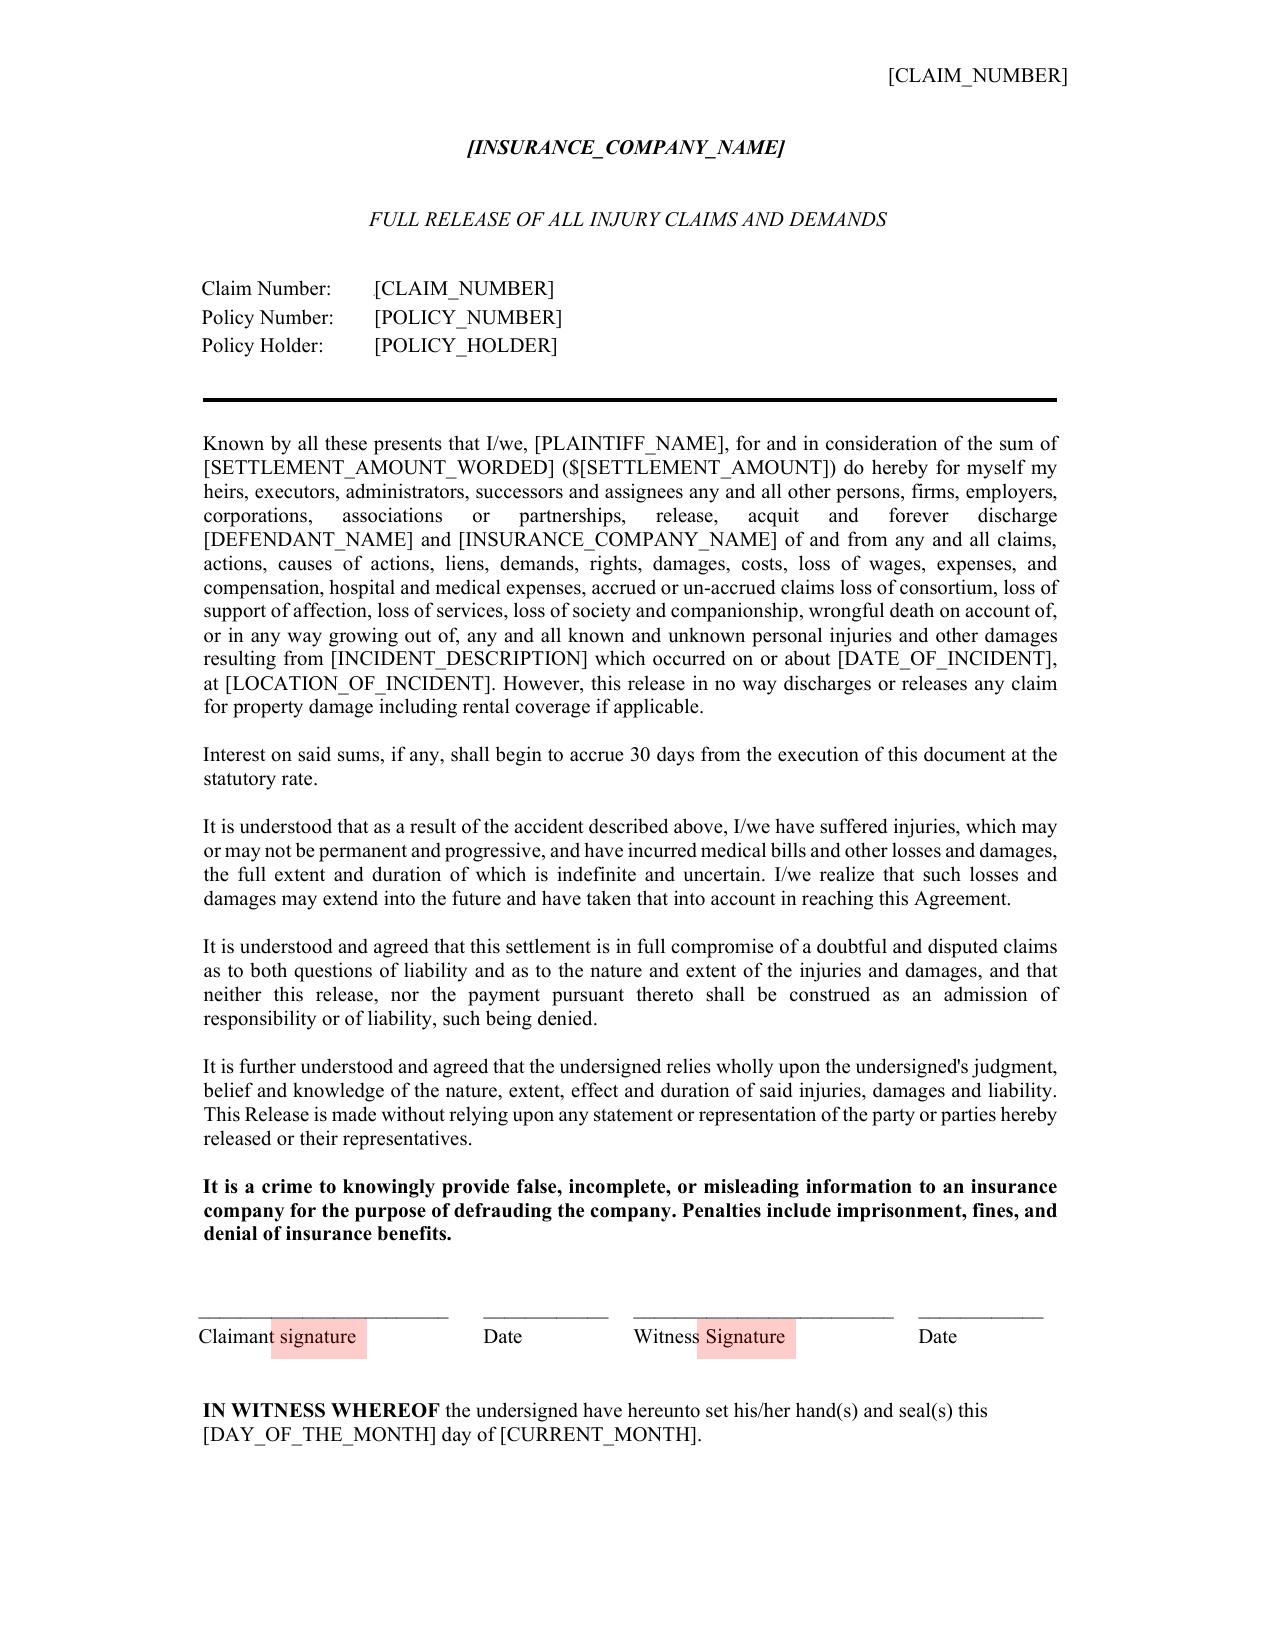 [CLAIM_NUMBER]
[INSURANCE_COMPANY_NAME]
FULL RELEASE OF ALL INJURY CLAIMS AND DEMANDS
Claim Number: [CLAIM_NUMBER]
Policy Number: [POLICY_NUMBER]
Policy Holder: [POLICY_HOLDER]
Known by all these presents that I/we, [PLAINTIFF_NAME], for and in consideration of the sum of
[SETTLEMENT_AMOUNT_WORDED] ($[SETTLEMENT_AMOUNT]) do hereby for myself my
heirs, executors, administrators, successors and assignees any and all other persons, firms, employers,
corporations, associations or partnerships, release, acquit and forever discharge
[DEFENDANT_NAME] and [INSURANCE_COMPANY_NAME] of and from any and all claims,
actions, causes of actions, liens, demands, rights, damages, costs, loss of wages, expenses, and
compensation, hospital and medical expenses, accrued or un-accrued claims loss of consortium, loss of
support of affection, loss of services, loss of society and companionship, wrongful death on account of,
or in any way growing out of, any and all known and unknown personal injuries and other damages
resulting from [INCIDENT_DESCRIPTION] which occurred on or about [DATE_OF_INCIDENT],
at [LOCATION_OF_INCIDENT]. However, this release in no way discharges or releases any claim
for property damage including rental coverage if applicable.
Interest on said sums, if any, shall begin to accrue 30 days from the execution of this document at the
statutory rate.
It is understood that as a result of the accident described above, I/we have suffered injuries, which may
or may not be permanent and progressive, and have incurred medical bills and other losses and damages,
the full extent and duration of which is indefinite and uncertain. I/we realize that such losses and
damages may extend into the future and have taken that into account in reaching this Agreement.
It is understood and agreed that this settlement is in full compromise of a doubtful and disputed claims
as to both questions of liability and as to the nature and extent of the injuries and damages, and that
neither this release, nor the payment pursuant thereto shall be construed as an admission of
responsibility or of liability, such being denied.
It is further understood and agreed that the undersigned relies wholly upon the undersigned's judgment,
belief and knowledge of the nature, extent, effect and duration of said injuries, damages and liability.
This Release is made without relying upon any statement or representation of the party or parties hereby
released or their representatives.
It is a crime to knowingly provide false, incomplete, or misleading information to an insurance
company for the purpose of defrauding the company. Penalties include imprisonment, fines, and
denial of insurance benefits.
Claimant signature Date Witness Signature Date
IN WITNESS WHEREOF the undersigned have hereunto set his/her hand(s) and seal(s) this
[DAY_OF_THE_MONTH] day of [CURRENT_MONTH].